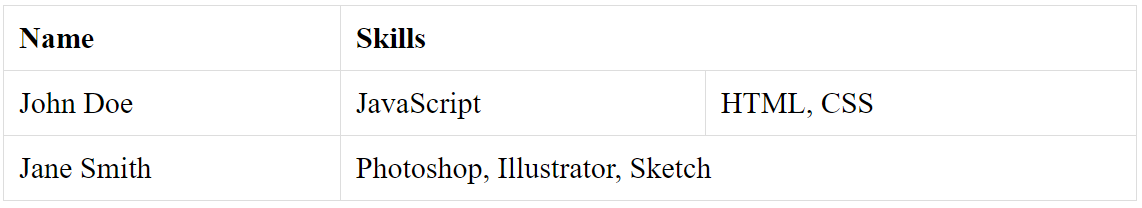 Name Skills
John Doe JavaScript HTML, CSS
Jane Smith Photoshop, Illustrator, Sketch